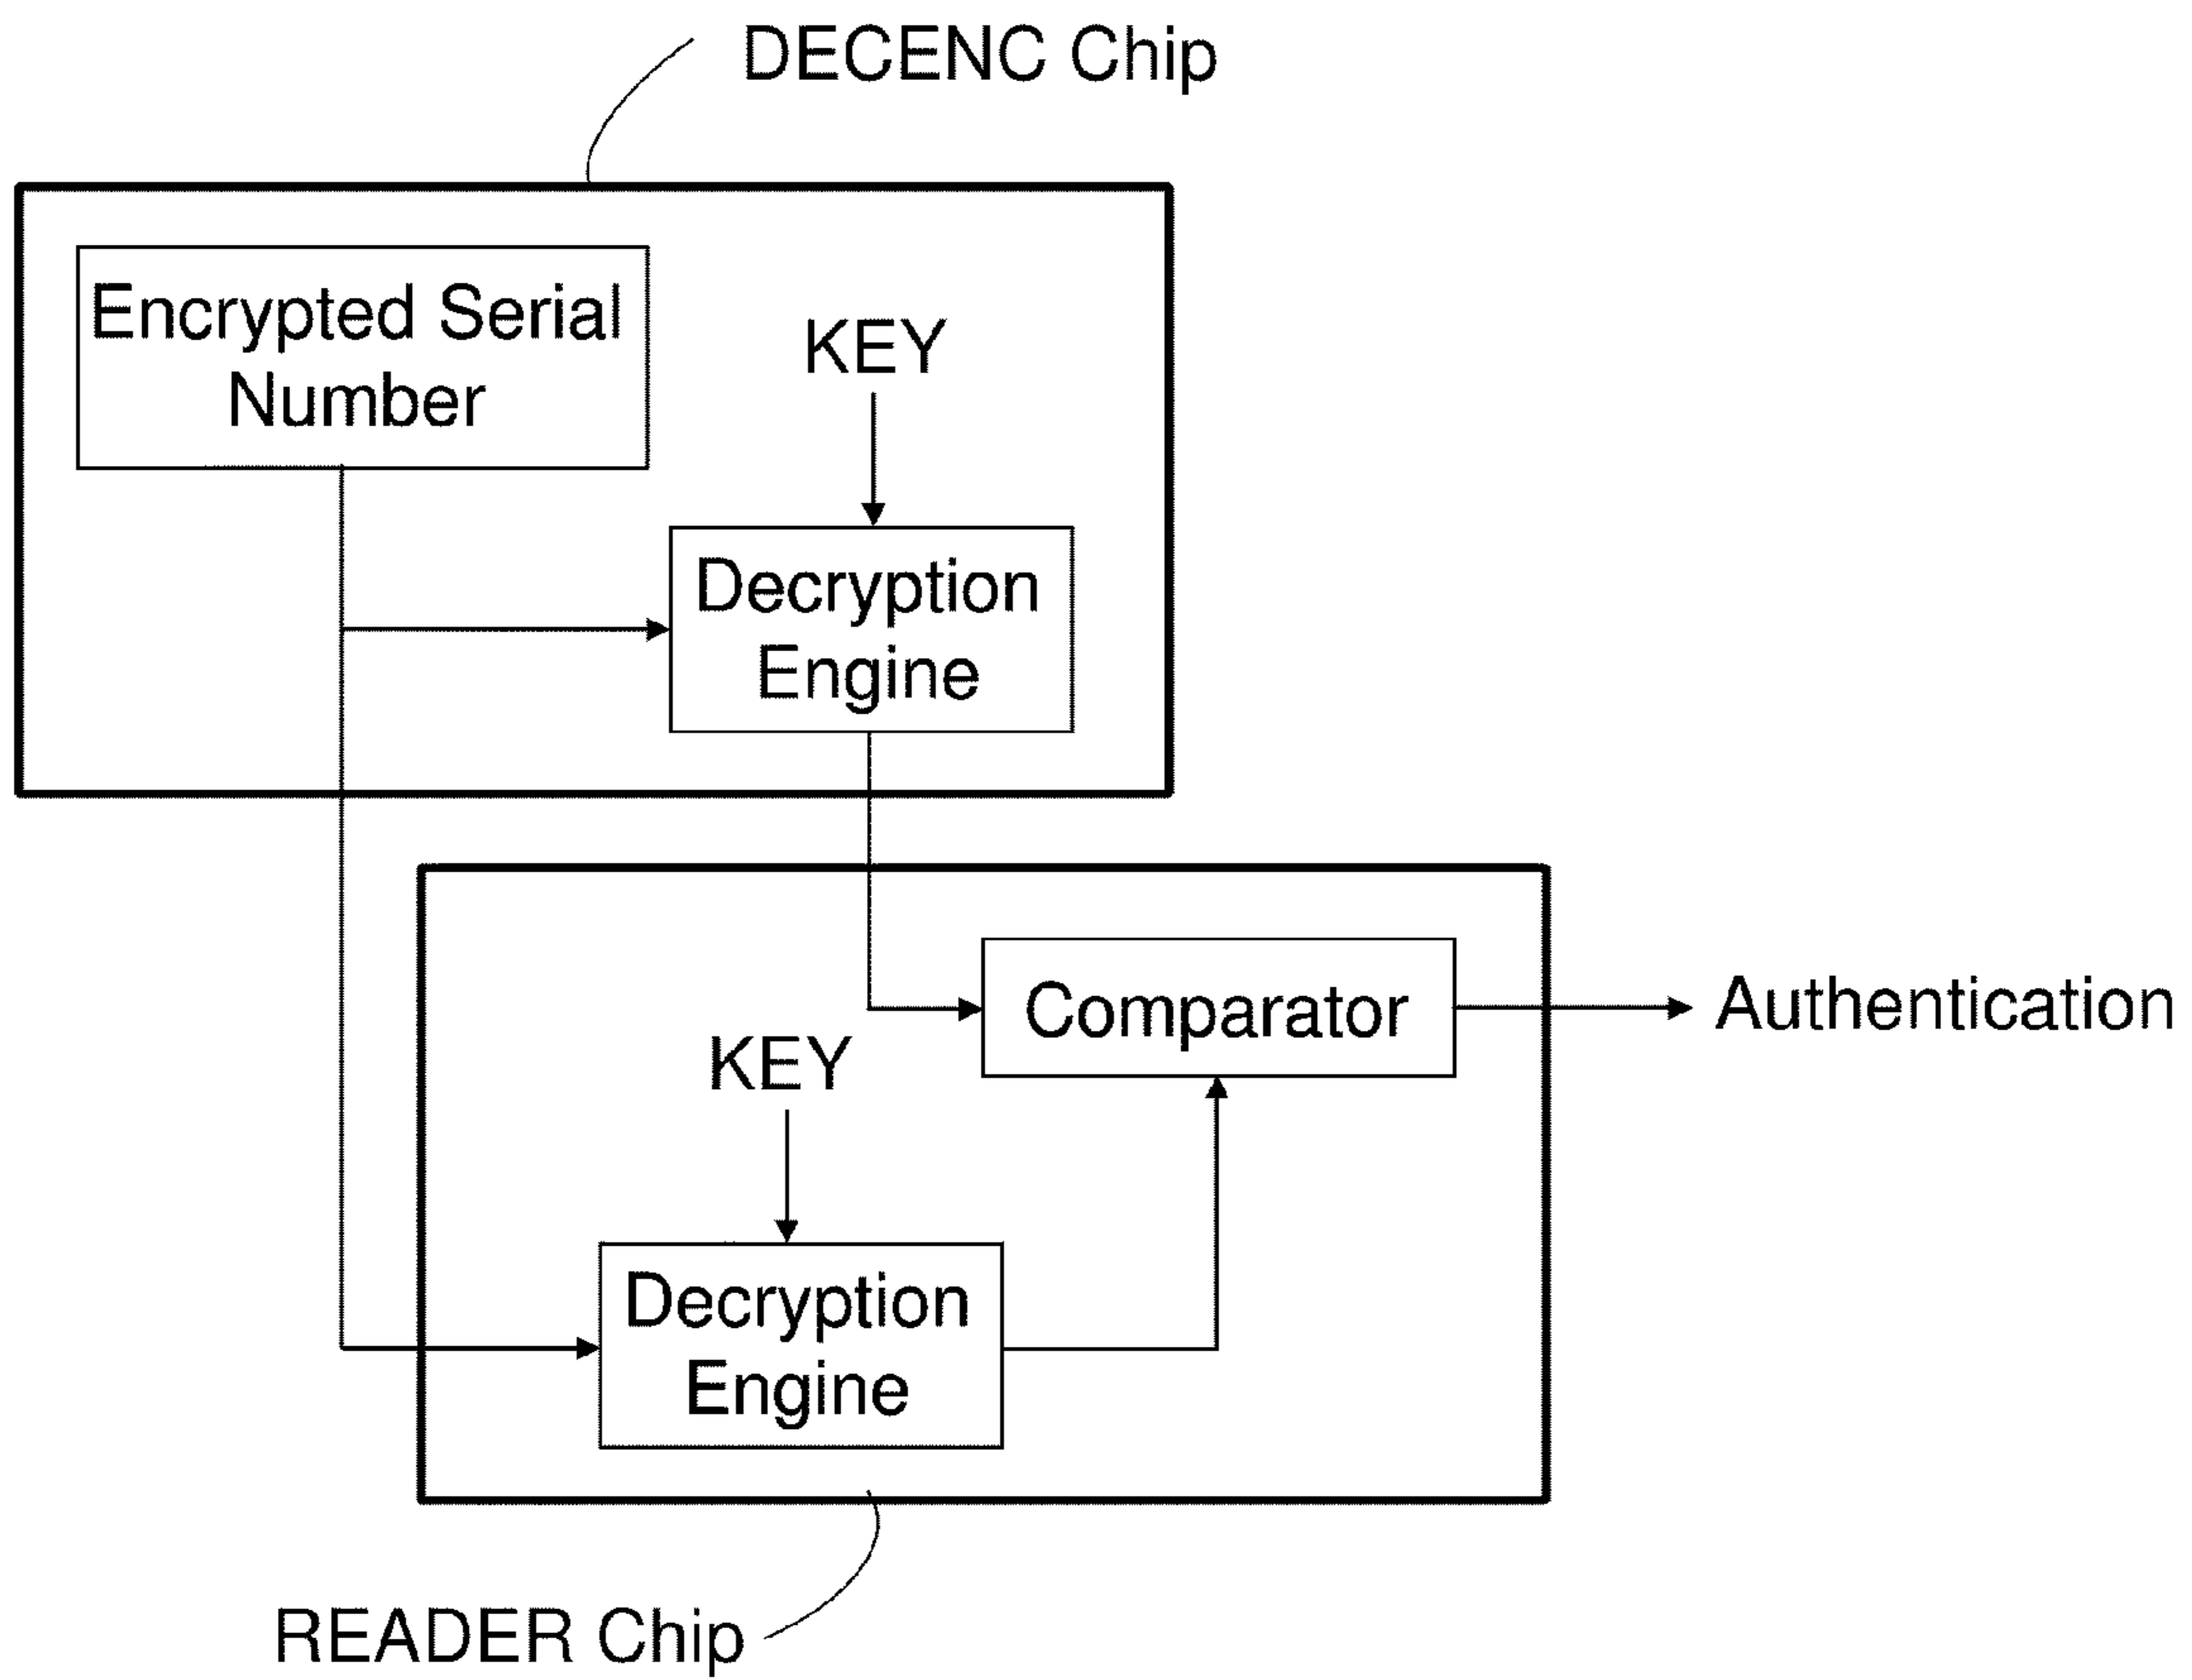 DECENC Chip
Encrypted Serial
Number
KEY
Decryption
Engine
Comparator
Authentication
KEY
Decryption
Engine
READER Chip